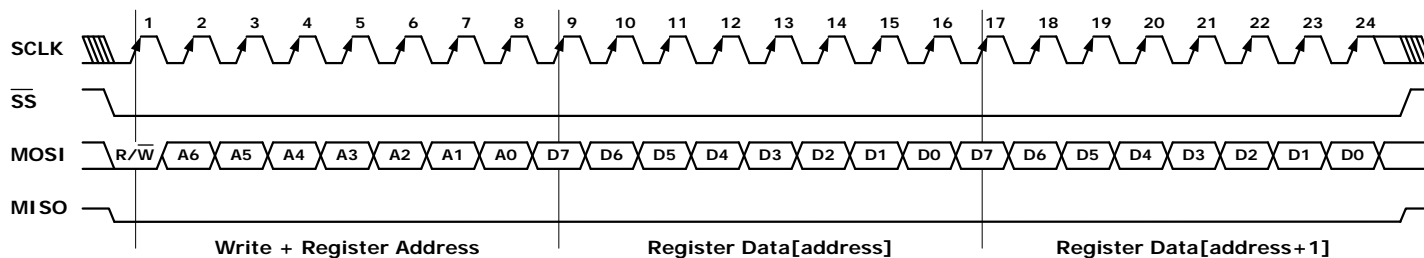 1 2 3 4 5 6 7 8 9 10 11 12 13 14 15 16 17 18 19 20 21 22 23 24
SCLK
S̅S̅
MOSI R/W̅ A6 A5 A4 A3 A2 A1 A0 D7 D6 D5 D4 D3 D2 D1 D0 D7 D6 D5 D4 D3 D2 D1 D0
MISO
Write + Register Address Register Data[address] Register Data[address+1]